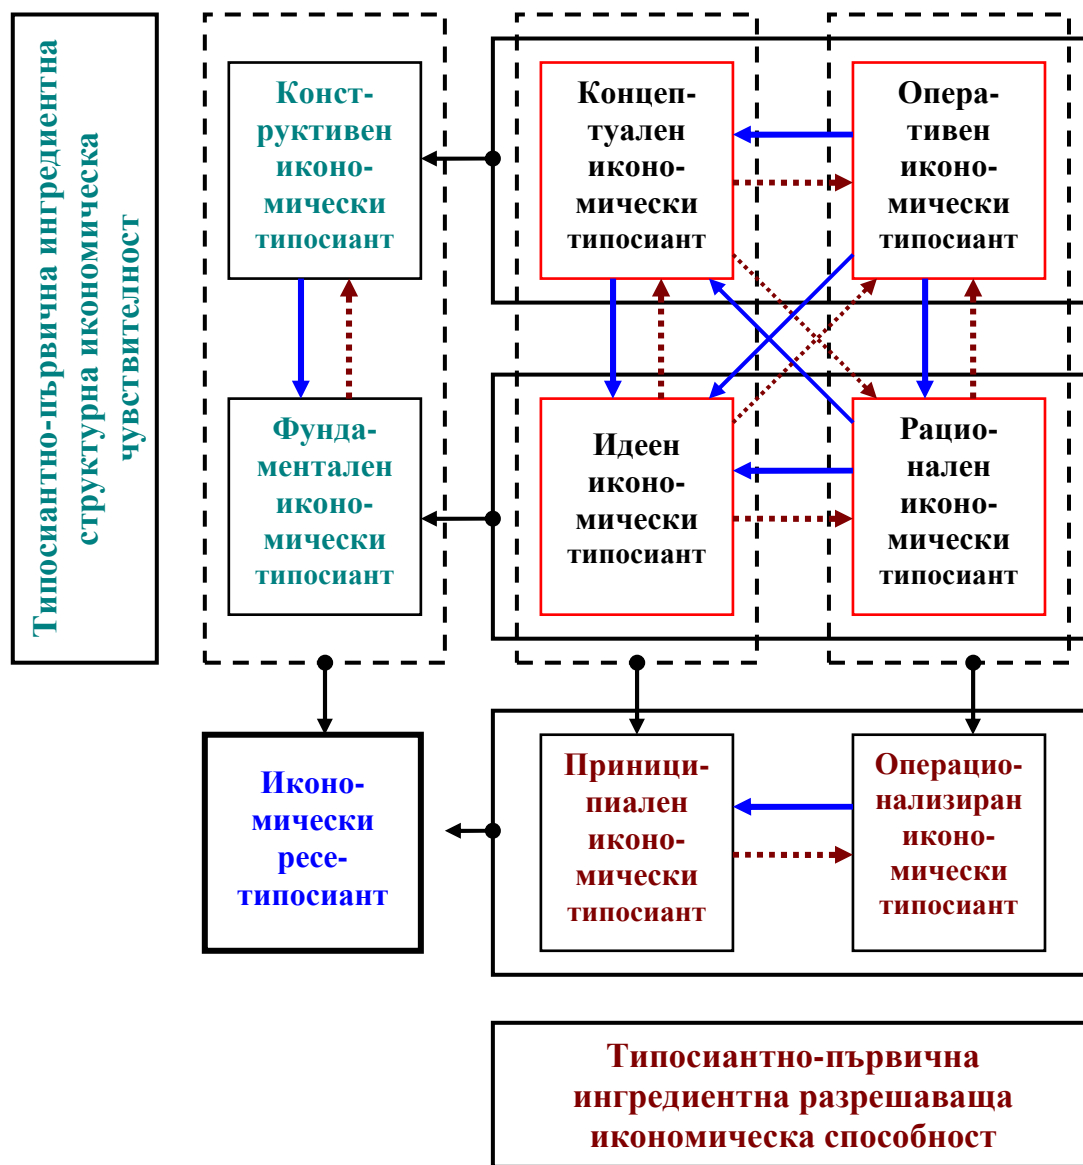 Типосиантно-първична ингредиентна
структурна икономическа
чувствителност
Конст-
руктивен
иконо-
мически
типосиант
Концеп-
туален
иконо-
мически
типосиант
Опера-
тивен
иконо-
мически
типосиант
Фунда-
ментален
иконо-
мически
типосиант
Идеен
иконо-
мически
типосиант
Рацио-
нален
иконо-
мически
типосиант
Иконо-
мически
ресе-
типосиант
Приници-
пиален
иконо-
мически
типосиант
Операцио-
нализиран
иконо-
мически
типосиант
Типосиантно-първична
ингредиентна разрешаваща
икономическа способност